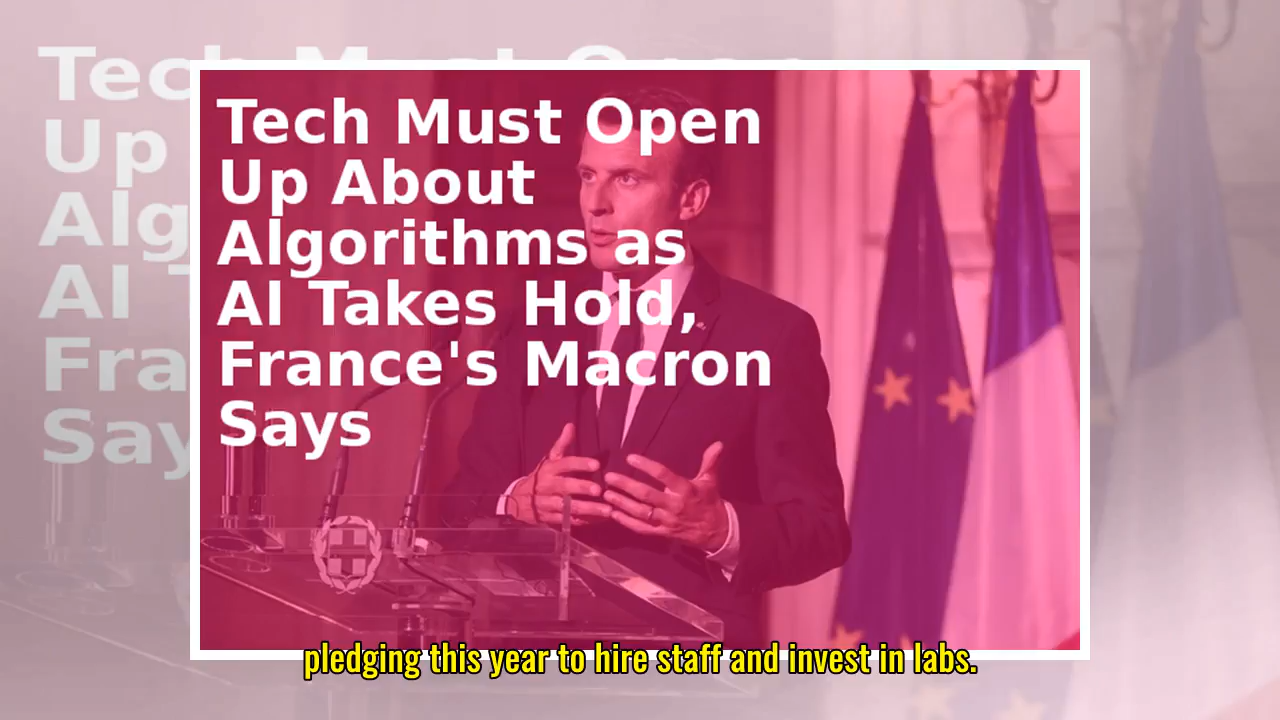 Tech Must Open
Up About
Algorithms as
AI Takes Hold,
France's Macron
Says
pledging this year to hire staff and invest in labs.